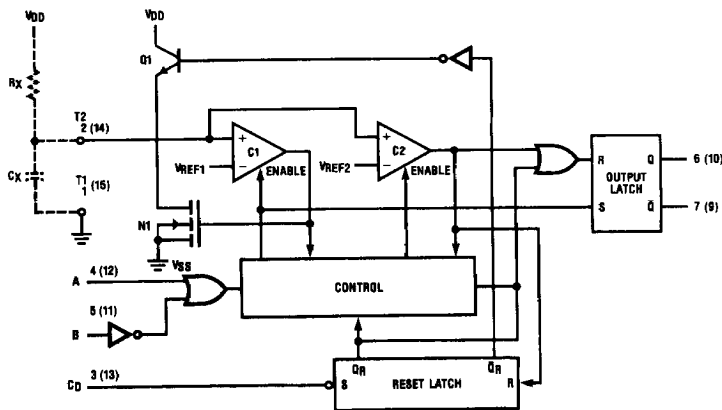 VDD
VDD
Q1
RX
T2
2 (14)
CX
T1
1 (15)
+
−
C1
VREF1
ENABLE
+
−
C2
VREF2
ENABLE
R
Q
6 (10)
OUTPUT
LATCH
S
Q̄
7 (9)
N1
VSS
A
4 (12)
CONTROL
5 (11)
B
CD
3 (13)
QR
Q̄R
S
RESET LATCH
R